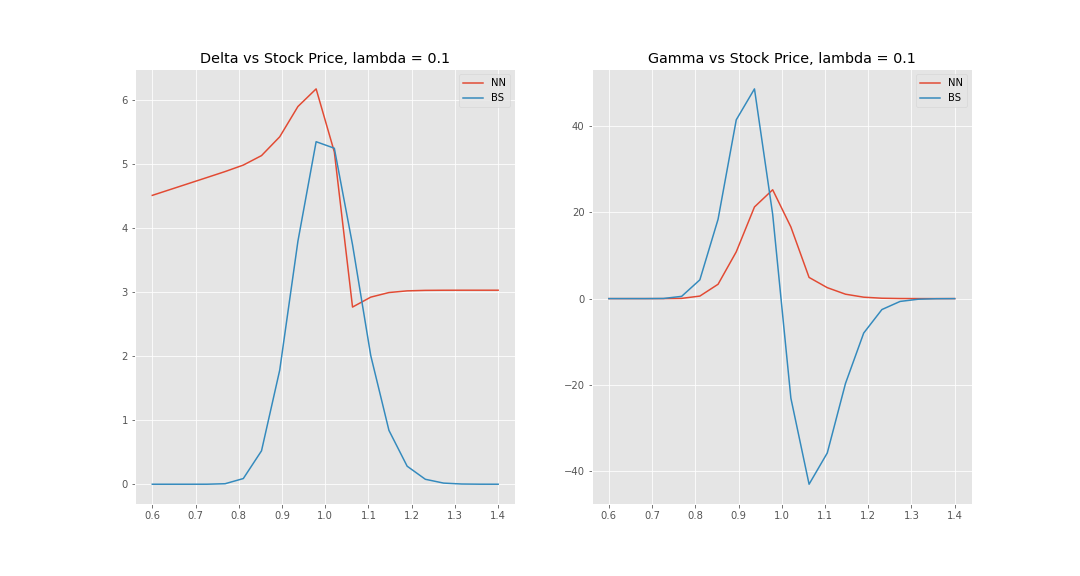 Delta vs Stock Price, lambda = 0.1
NN
BS
6
5
4
3
2
1
0
0.6 0.7 0.8 0.9 1.0 1.1 1.2 1.3 1.4
Gamma vs Stock Price, lambda = 0.1
NN
BS
40
20
0
−20
−40
0.6 0.7 0.8 0.9 1.0 1.1 1.2 1.3 1.4